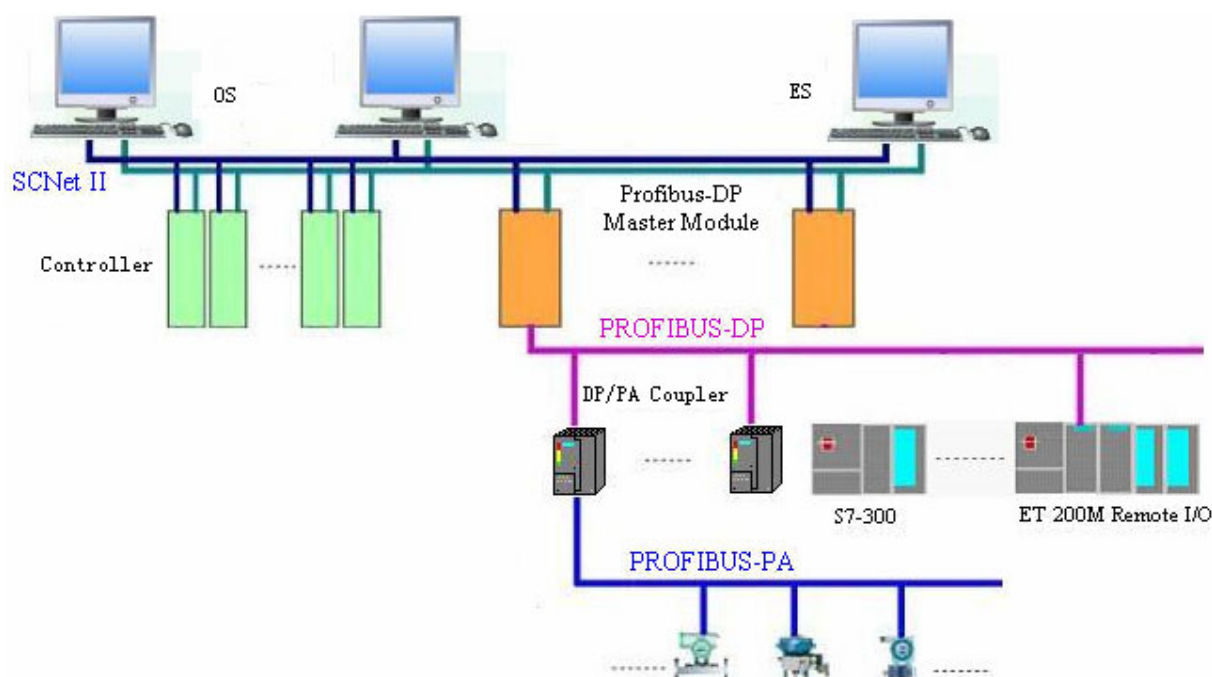 OS
ES
SCNet II
Profibus-DP
Master Module
Controller
PROFIBUS-DP
DP/PA Coupler
S7-300
ET 200M Remote I/O
PROFIBUS-PA